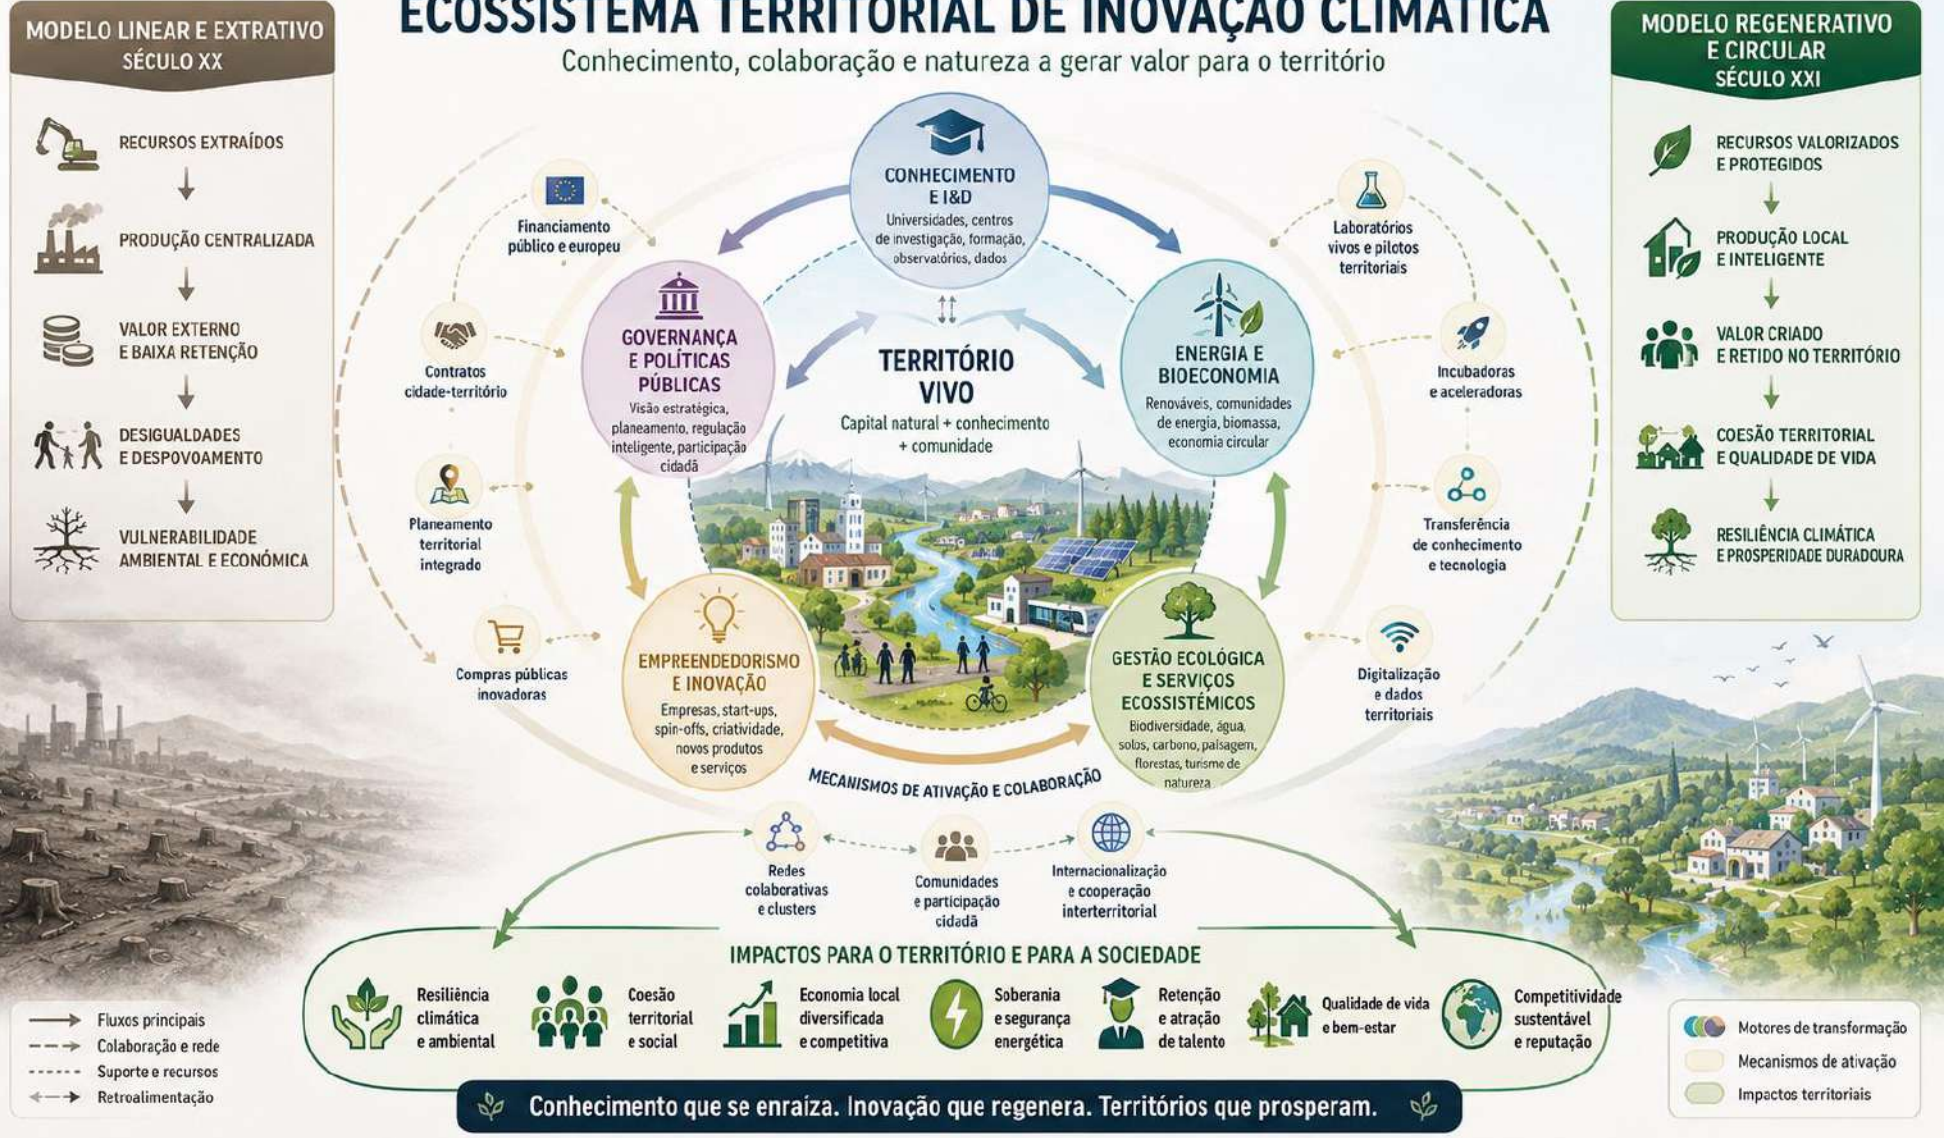 ECOSSISTEMA TERRITORIAL DE INOVAÇÃO CLIMÁTICA
Conhecimento, colaboração e natureza a gerar valor para o território
MODELO LINEAR E EXTRATIVO
SÉCULO XX
RECURSOS EXTRAÍDOS
PRODUÇÃO CENTRALIZADA
VALOR EXTERNO
E BAIXA RETENÇÃO
DESIGUALDADES
E DESPOVOAMENTO
VULNERABILIDADE
AMBIENTAL E ECONÓMICA
Financiamento
público e europeu
Contratos
cidade-território
Planeamento
territorial
integrado
Compras públicas
inovadoras
CONHECIMENTO
E I&D
Universidades, centros
de investigação, formação,
observatórios, dados
GOVERNANÇA
E POLÍTICAS
PÚBLICAS
Visão estratégica,
planeamento, regulação
inteligente, participação
cidadã
TERRITÓRIO
VIVO
Capital natural + conhecimento
+ comunidade
ENERGIA E
BIOECONOMIA
Renováveis, comunidades
de energia, biomassa,
economia circular
EMPREENDEDORISMO
E INOVAÇÃO
Empresas, start-ups,
spin-offs, criatividade,
novos produtos
e serviços
GESTÃO ECOLÓGICA
E SERVIÇOS
ECOSSISTÉMICOS
Biodiversidade, água,
solos, carbono, paisagem,
florestas, turismo de
natureza
MECANISMOS DE ATIVAÇÃO E COLABORAÇÃO
Laboratórios
vivos e pilotos
territoriais
Incubadoras
e aceleradoras
Transferência
de conhecimento
e tecnologia
Digitalização
e dados
territoriais
Redes
colaborativas
e clusters
Comunidades
e participação
cidadã
Internacionalização
e cooperação
interterritorial
MODELO REGENERATIVO
E CIRCULAR
SÉCULO XXI
RECURSOS VALORIZADOS
E PROTEGIDOS
PRODUÇÃO LOCAL
E INTELIGENTE
VALOR CRIADO
E RETIDO NO TERRITÓRIO
COESÃO TERRITORIAL
E QUALIDADE DE VIDA
RESILIÊNCIA CLIMÁTICA
E PROSPERIDADE DURADOURA
IMPACTOS PARA O TERRITÓRIO E PARA A SOCIEDADE
Resiliência
climática
e ambiental
Coesão
territorial
e social
Economia local
diversificada
e competitiva
Soberania
e segurança
energética
Retenção
e atração
de talento
Qualidade de vida
e bem-estar
Competitividade
sustentável
e reputação
Fluxos principais
Colaboração e rede
Suporte e recursos
Retroalimentação
Motores de transformação
Mecanismos de ativação
Impactos territoriais
Conhecimento que se enraíza. Inovação que regenera. Territórios que prosperam.